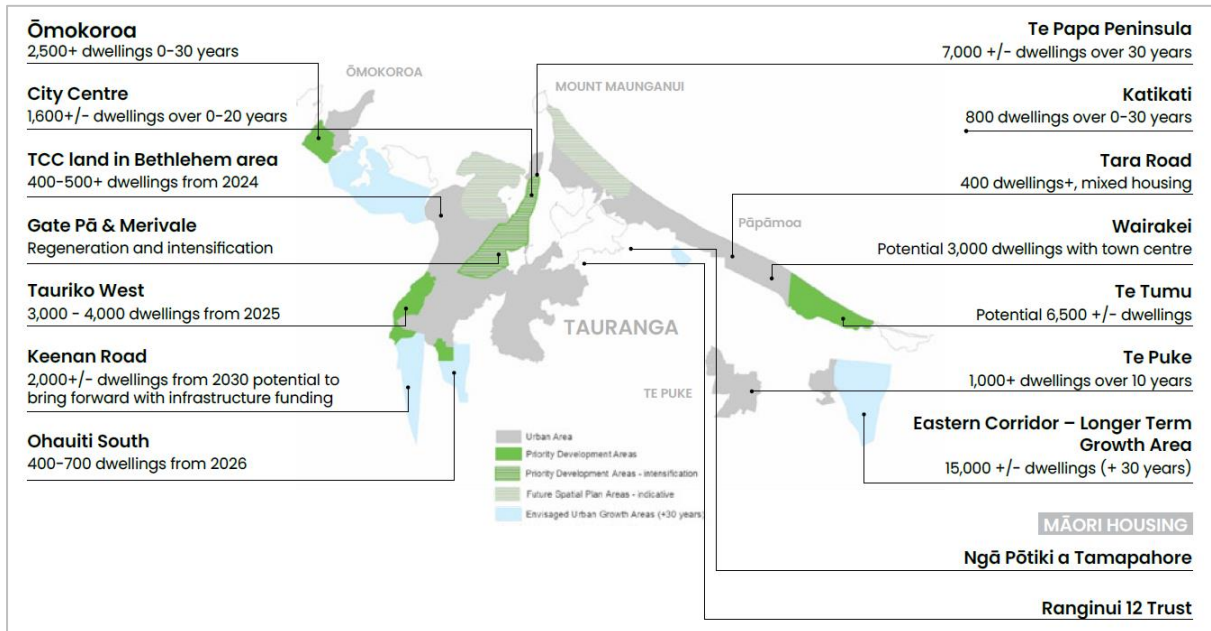 Ōmokoroa
2,500+ dwellings 0-30 years
City Centre
1,600+/- dwellings over 0-20 years
TCC land in Bethlehem area
400-500+ dwellings from 2024
Gate Pā & Merivale
Regeneration and intensification
Tauriko West
3,000 - 4,000 dwellings from 2025
Keenan Road
2,000+/- dwellings from 2030 potential to
bring forward with infrastructure funding
Ohauiti South
400-700 dwellings from 2026
ŌMOKOROA
MOUNT MAUNGANUI
Pāpāmoa
TAURANGA
TE PUKE
Urban Area
Priority Development Areas
Priority Development Areas - intensification
Future Spatial Plan Areas - indicative
Envisaged Urban Growth Areas (+30 years)
Te Papa Peninsula
7,000 +/- dwellings over 30 years
Katikati
800 dwellings over 0-30 years
Tara Road
400 dwellings+, mixed housing
Wairakei
Potential 3,000 dwellings with town centre
Te Tumu
Potential 6,500 +/- dwellings
Te Puke
1,000+ dwellings over 10 years
Eastern Corridor – Longer Term
Growth Area
15,000 +/- dwellings (+ 30 years)
MĀORI HOUSING
Ngā Pōtiki a Tamapahore
Ranginui 12 Trust